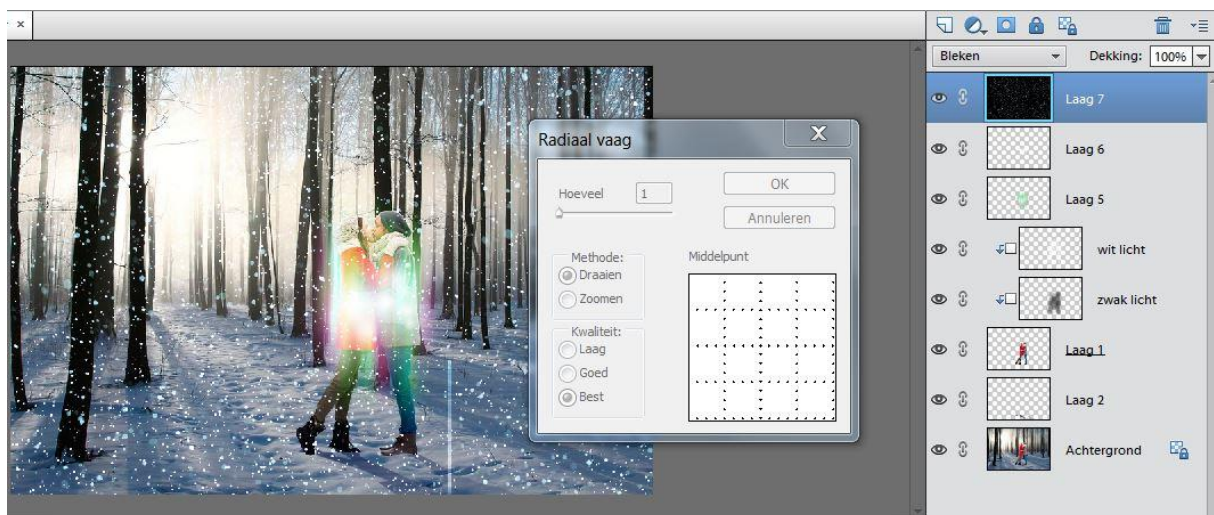 Bleken
Dekking: 100%
Laag 7
Laag 6
Laag 5
wit licht
zwak licht
Laag 1
Laag 2
Achtergrond
Radiaal vaag
Hoeveel 1
OK
Annuleren
Methode:
Draaien
Zoomen
Kwaliteit:
Laag
Goed
Best
Middelpunt